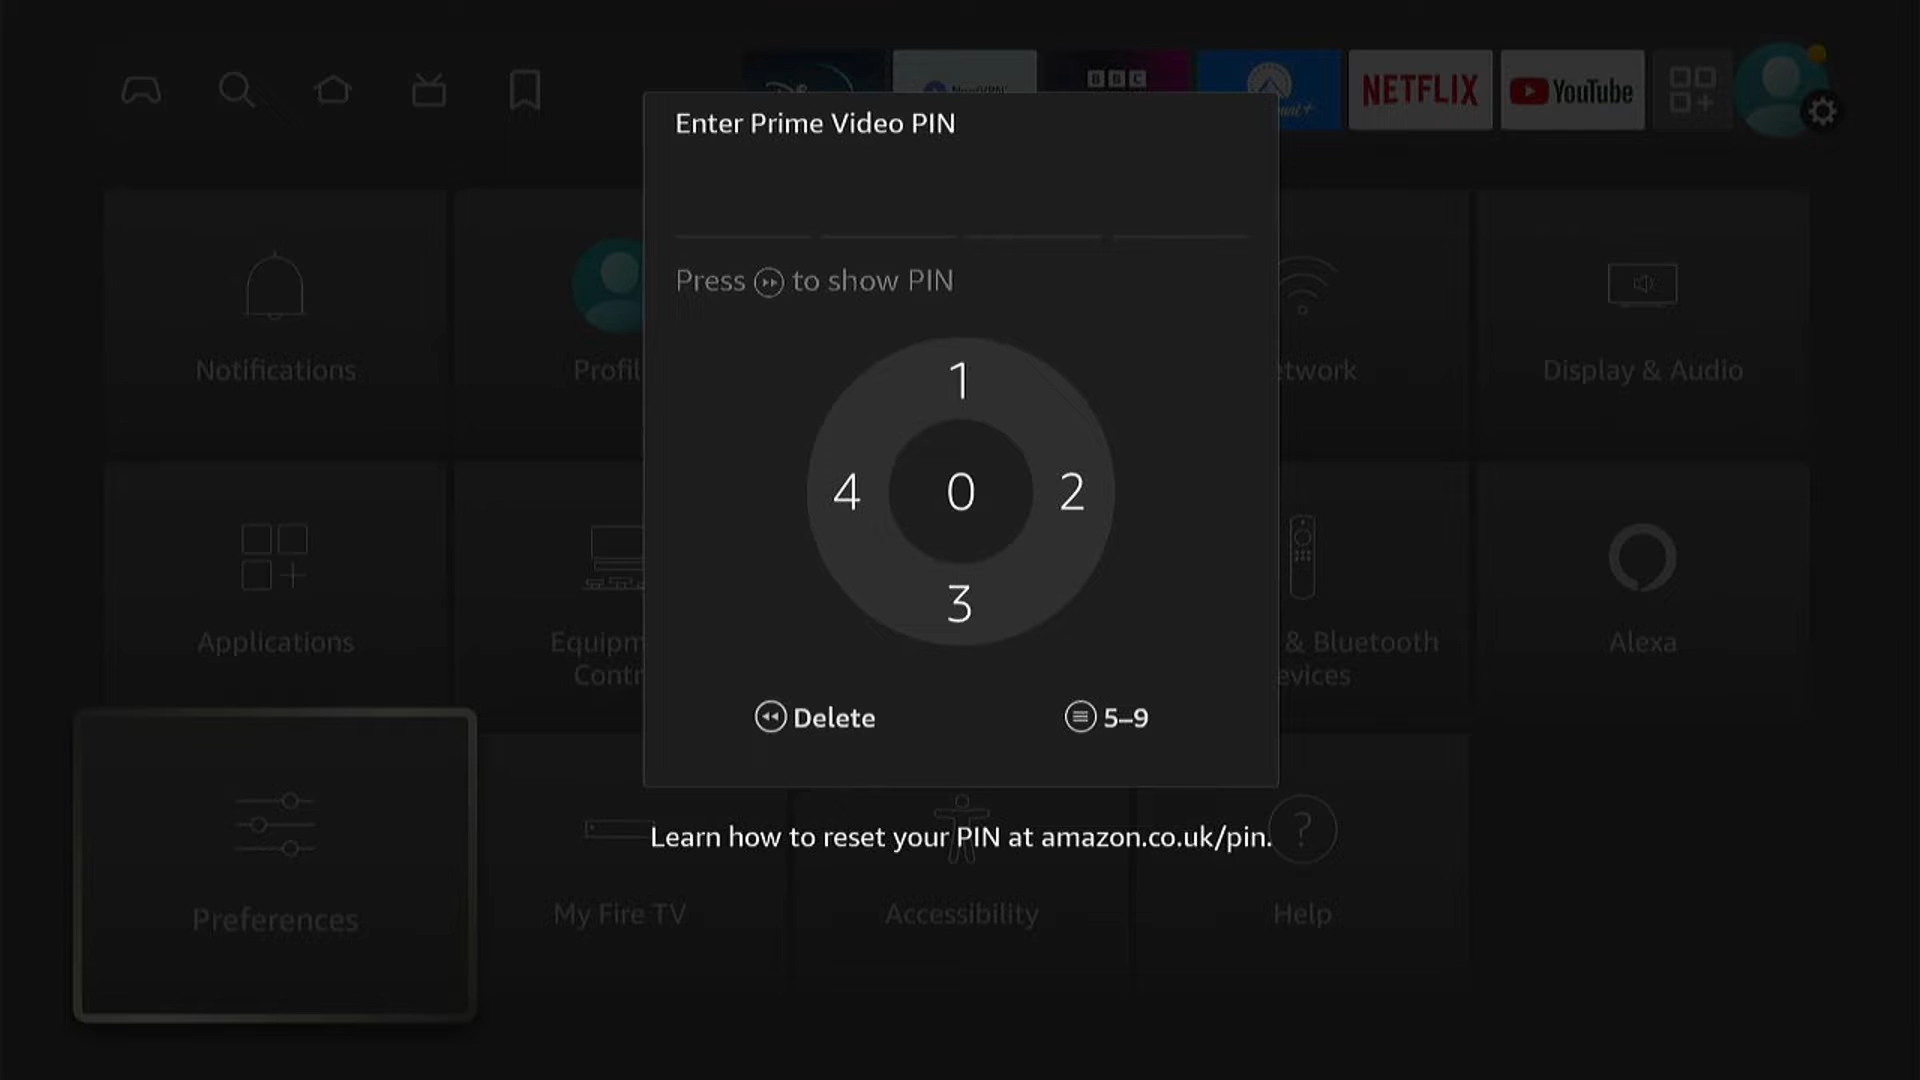 BBC
NETFLIX
YouTube
Enter Prime Video PIN
Press to show PIN
1
4 0 2
3
Delete 5–9
Learn how to reset your PIN at amazon.co.uk/pin.
Notifications
Display & Audio
Applications
& Bluetooth
Alexa
Preferences
My Fire TV
Accessibility
?
Help